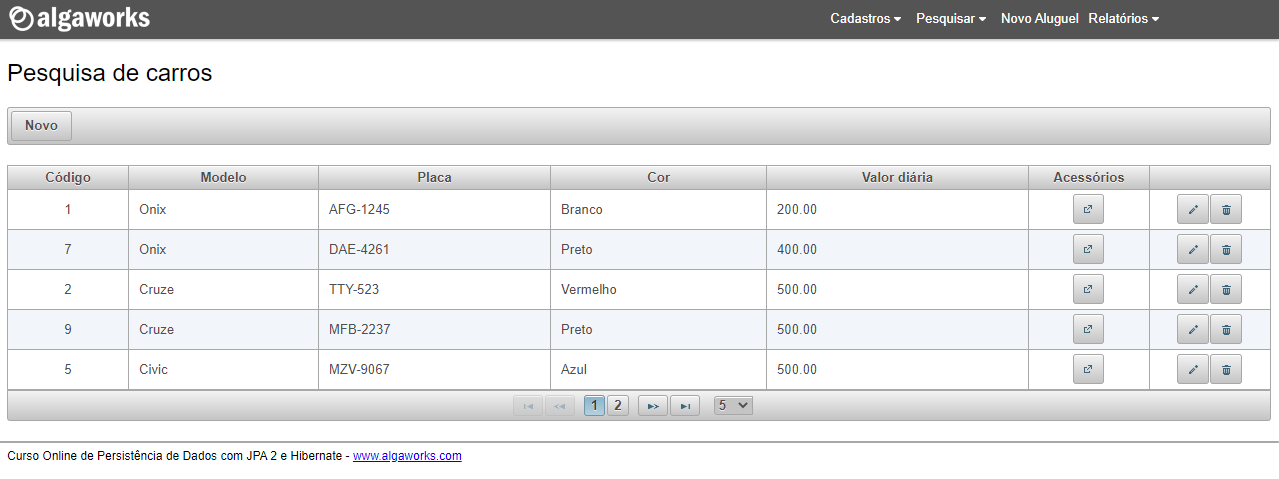 algaworks Cadastros Pesquisar Novo Aluguel Relatórios
Pesquisa de carros
Novo
Código Modelo Placa Cor Valor diária Acessórios
1 Onix AFG-1245 Branco 200.00
7 Onix DAE-4261 Preto 400.00
2 Cruze TTY-523 Vermelho 500.00
9 Cruze MFB-2237 Preto 500.00
5 Civic MZV-9067 Azul 500.00
1 2 5
Curso Online de Persistência de Dados com JPA 2 e Hibernate - www.algaworks.com